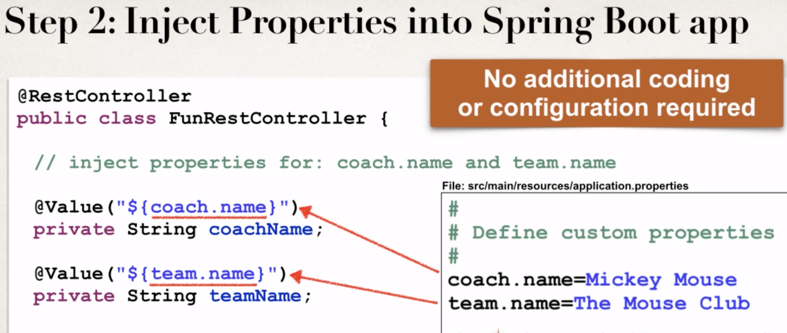 Step 2: Inject Properties into Spring Boot app
No additional coding
or configuration required
@RestController
public class FunRestController {
// inject properties for: coach.name and team.name
@Value("${coach.name}")
private String coachName;
@Value("${team.name}")
private String teamName;
File: src/main/resources/application.properties
#
# Define custom properties
#
coach.name=Mickey Mouse
team.name=The Mouse Club